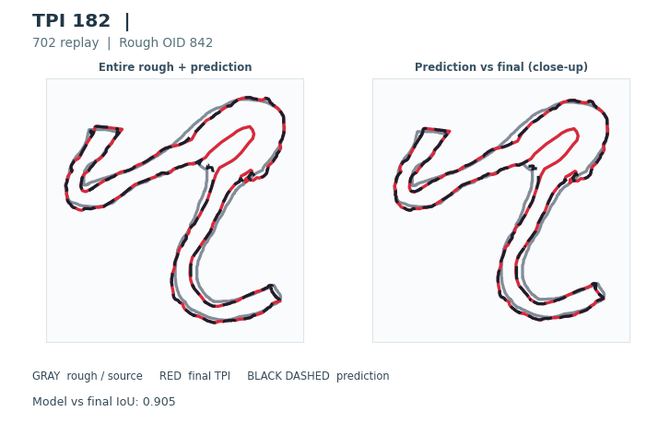 TPI 182 |
702 replay | Rough OID 842
Entire rough + prediction
Prediction vs final (close-up)
GRAY rough / source RED final TPI BLACK DASHED prediction
Model vs final IoU: 0.905